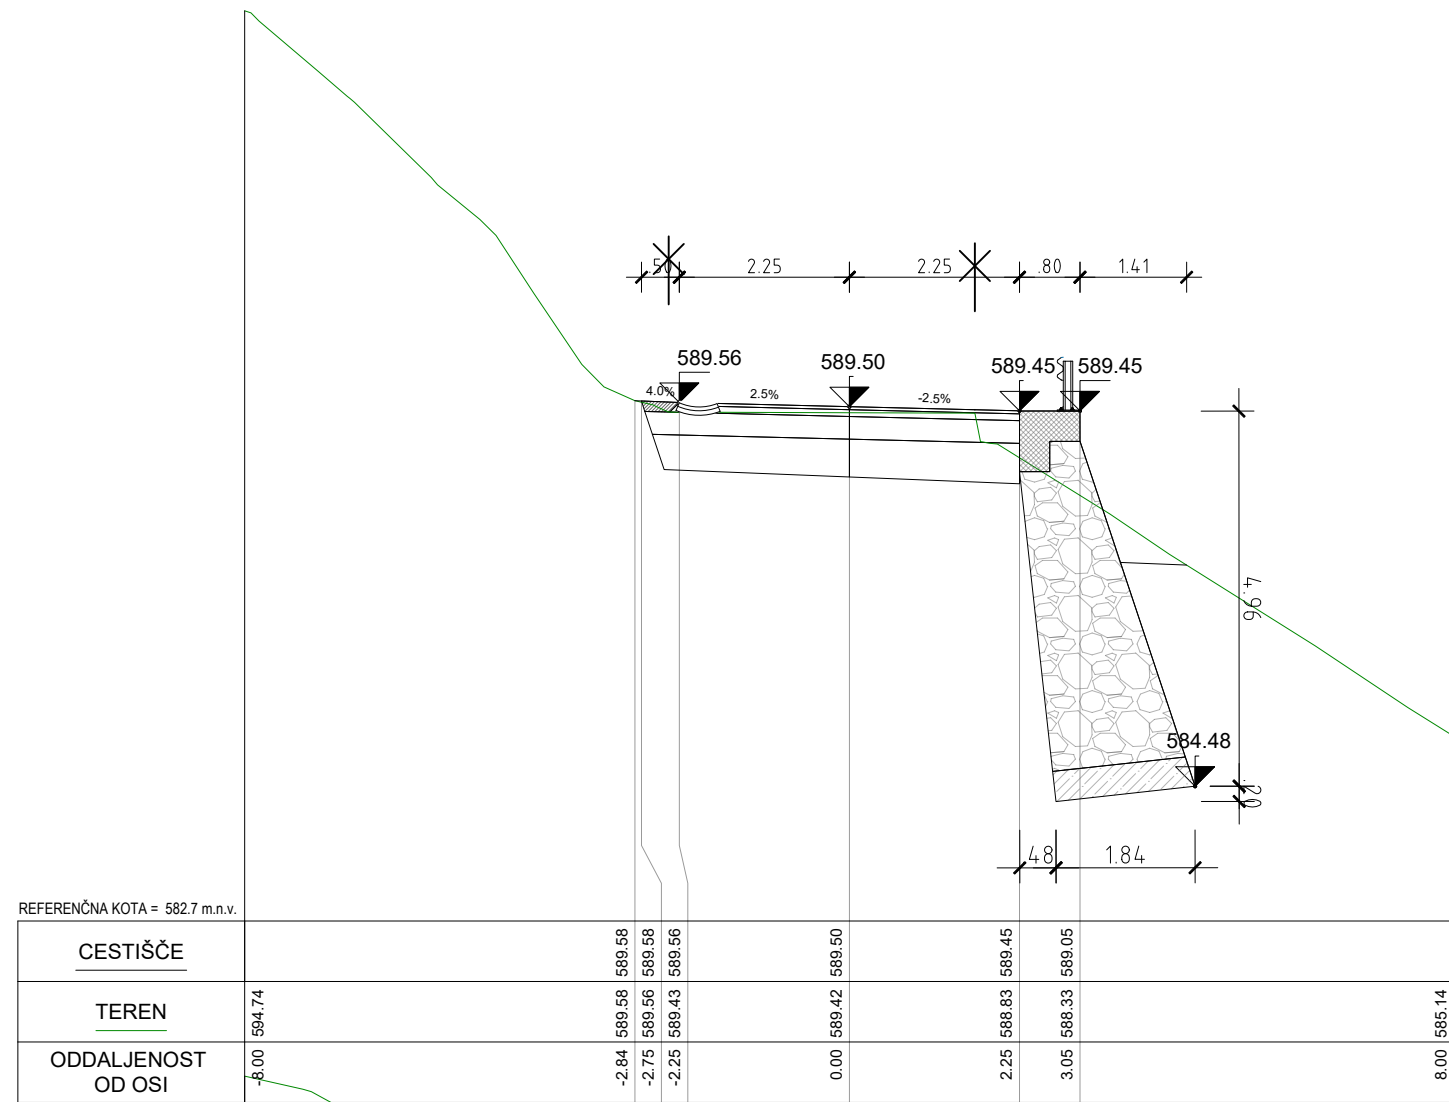 .50 2.25 2.25 .80 1.41
589.56 589.50 589.45 589.45
4.0% 2.5% -2.5%
4.96
584.48
.20
.48 1.84
REFERENČNA KOTA = 582.7 m.n.v.
CESTIŠČE 589.58 589.58 589.56 589.50 589.45 589.05
TEREN 594.74 589.58 589.56 589.43 589.42 588.83 588.33 585.14
ODDALJENOST
OD OSI
-8.00 -2.84 -2.75 -2.25 0.00 2.25 3.05 8.00